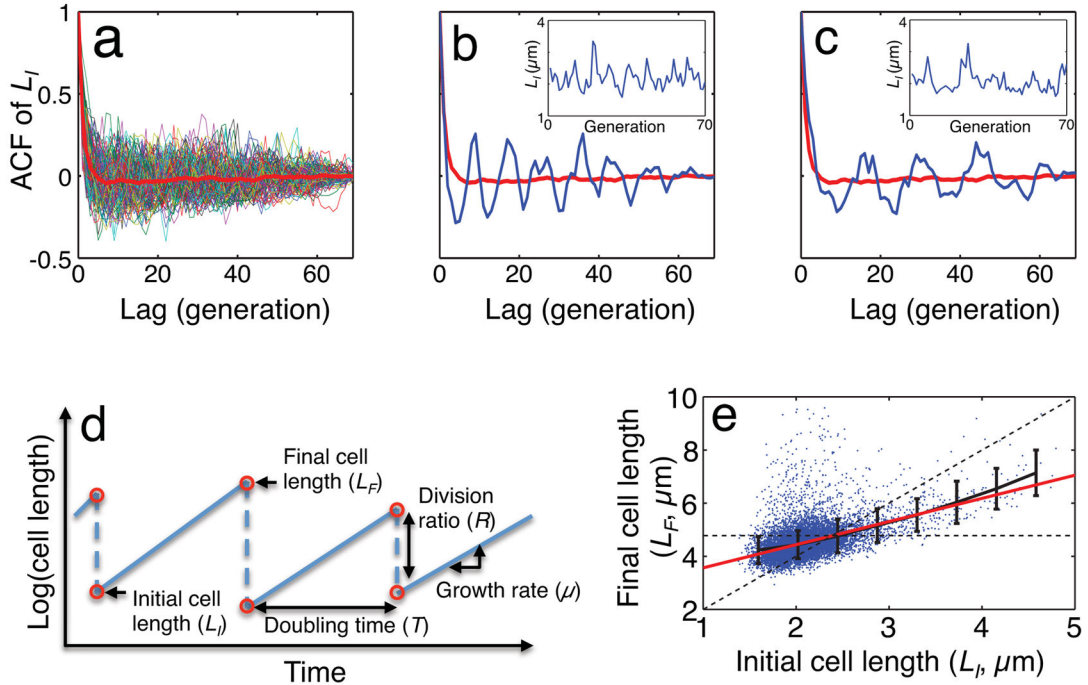 a
ACF of L_I
1
0.5
0
-0.5
0 20 40 60
Lag (generation)
b
L_I (µm)
4
1
0 70
Generation
0 20 40 60
Lag (generation)
c
L_I (µm)
4
1
0 70
Generation
0 20 40 60
Lag (generation)
d
Log(cell length)
Final cell
length (L_F)
Division
ratio (R)
Initial cell
length (L_I)
Doubling time (T)
Growth rate (µ)
Time
e
Final cell length
(L_F, µm)
10
8
6
4
2
1 2 3 4 5
Initial cell length (L_I, µm)